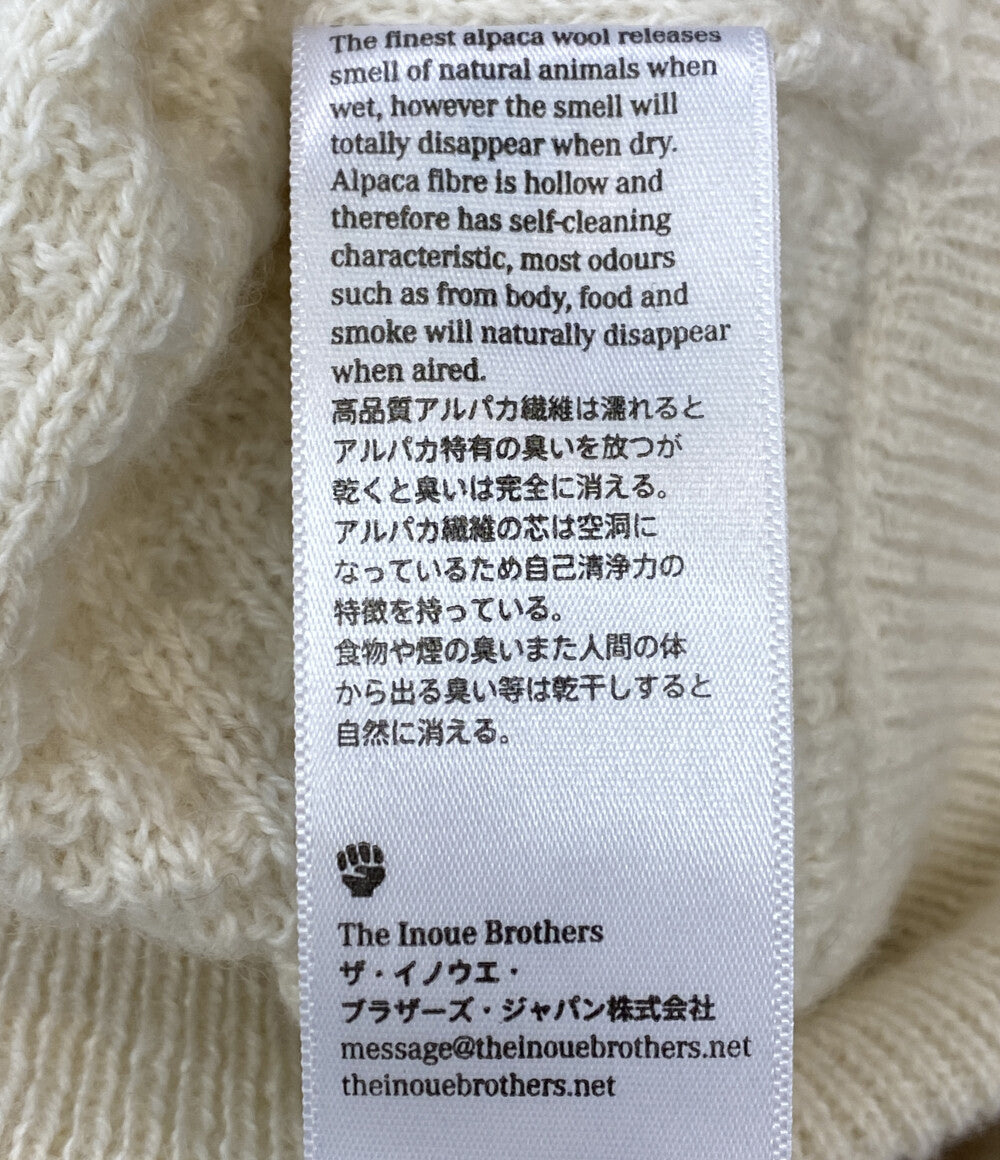 The finest alpaca wool releases
smell of natural animals when
wet, however the smell will
totally disappear when dry.
Alpaca fibre is hollow and
therefore has self-cleaning
characteristic, most odours
such as from body, food and
smoke will naturally disappear
when aired.
高品質アルパカ繊維は濡れると
アルパカ特有の臭いを放つが
乾くと臭いは完全に消える。
アルパカ繊維の芯は空洞に
なっているため自己清浄力の
特徴を持っている。
食物や煙の臭いまた人間の体
から出る臭い等は乾干しすると
自然に消える。
The Inoue Brothers
ザ・イノウエ・
ブラザーズ・ジャパン株式会社
message@theinouebrothers.net
theinouebrothers.net